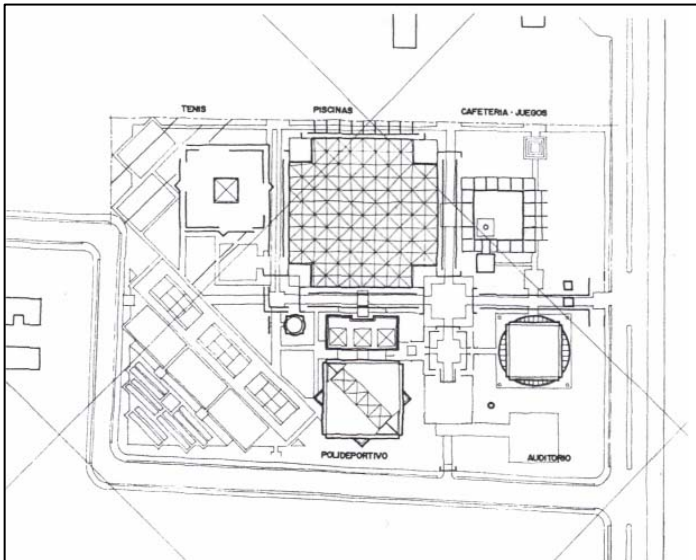 TENIS
PISCINAS
CAFETERIA - JUEGOS
POLIDEPORTIVO
AUDITORIO